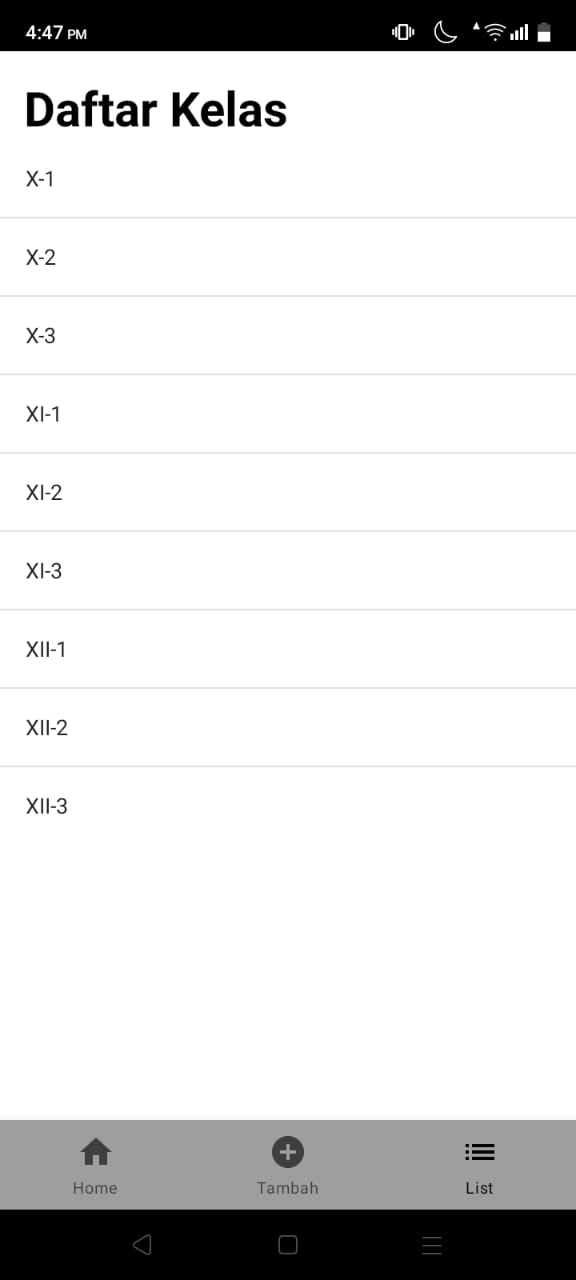 4:47 PM
Daftar Kelas
X-1
X-2
X-3
XI-1
XI-2
XI-3
XII-1
XII-2
XII-3
Home
Tambah
List